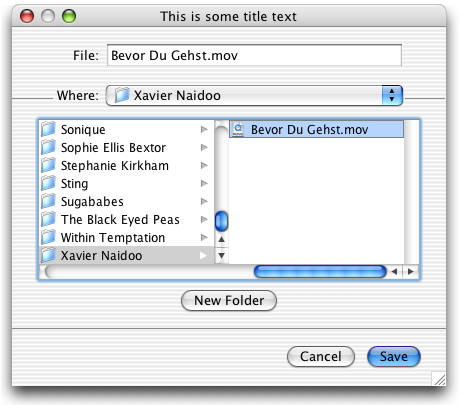 This is some title text
File: Bevor Du Gehst.mov
Where: Xavier Naidoo
Sonique
Sophie Ellis Bextor
Stephanie Kirkham
Sting
Sugababes
The Black Eyed Peas
Within Temptation
Xavier Naidoo
Bevor Du Gehst.mov
New Folder
Cancel
Save